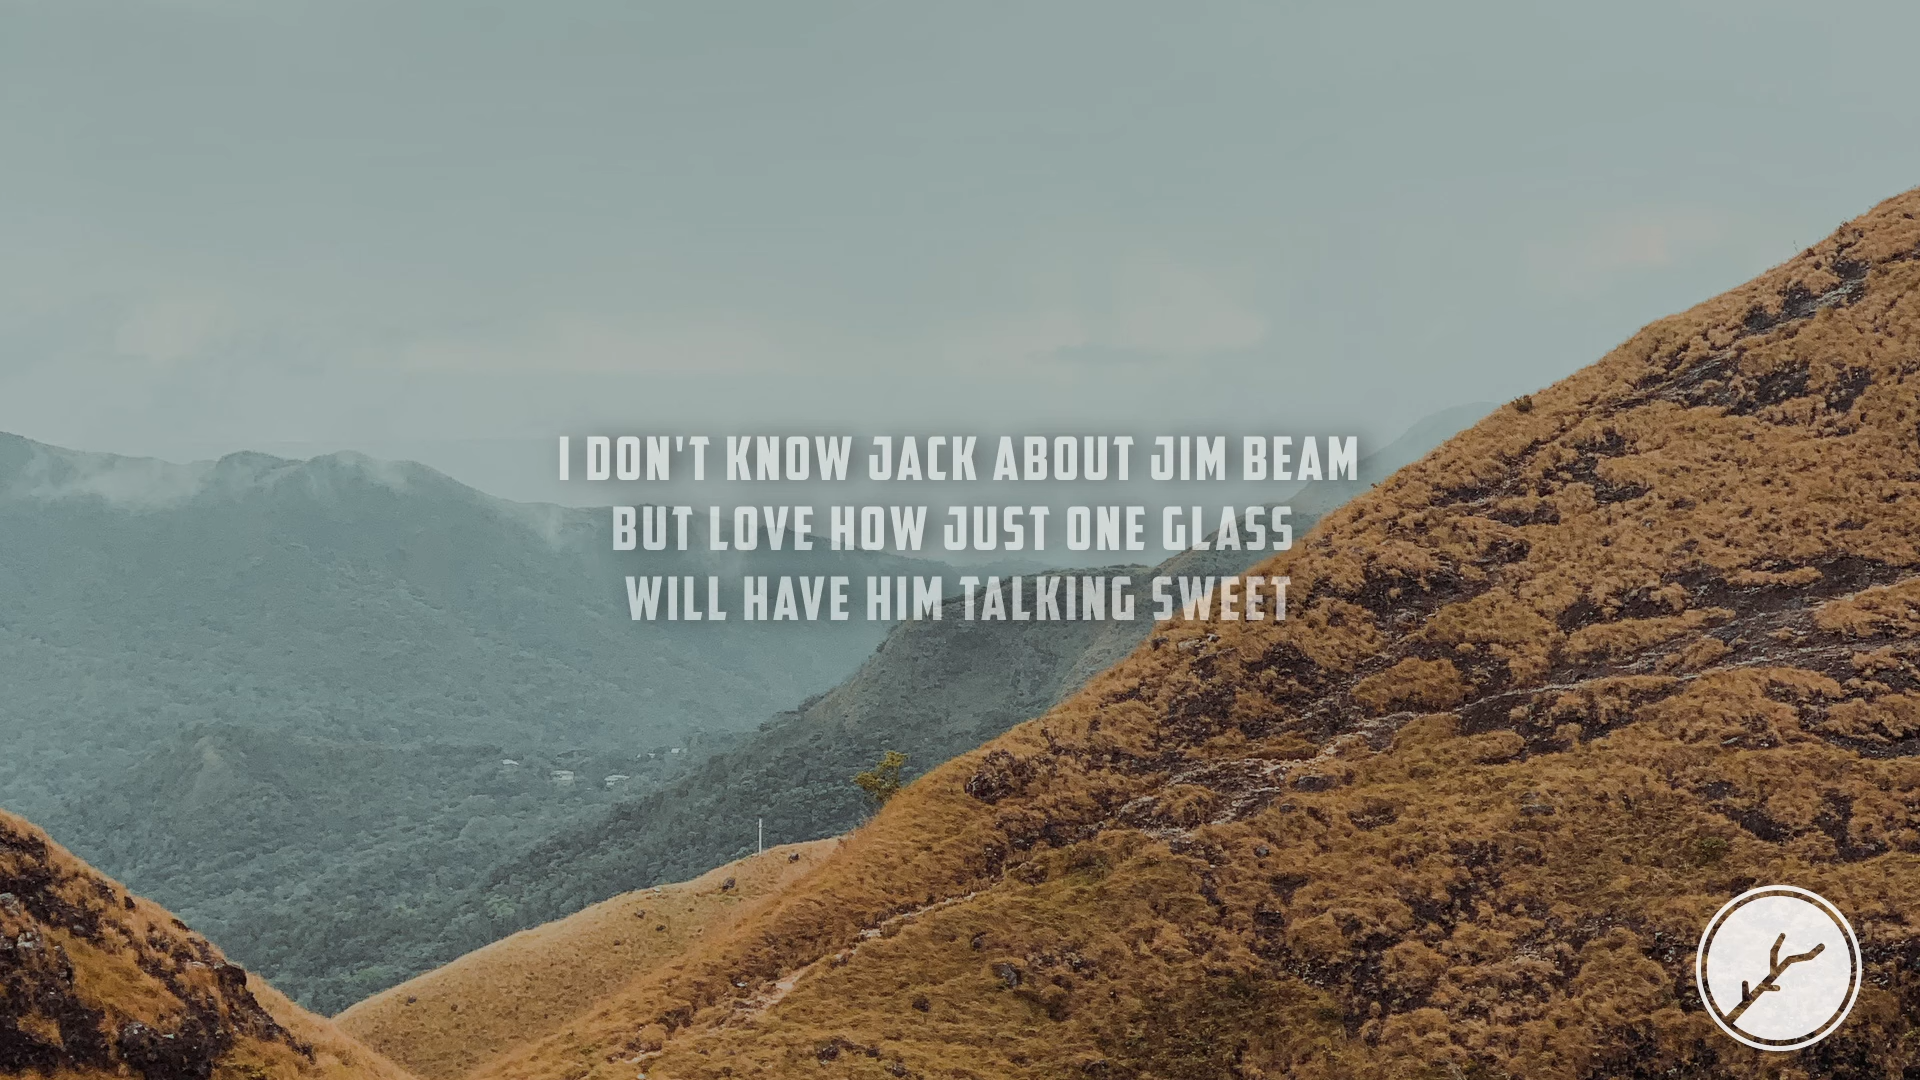 I DON'T KNOW JACK ABOUT JIM BEAM
BUT LOVE HOW JUST ONE GLASS
WILL HAVE HIM TALKING SWEET